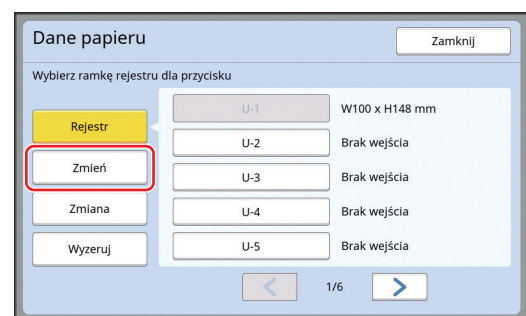 Dane papieru
Zamknij
Wybierz ramkę rejestru dla przycisku
Rejestr
Zmień
Zmiana
Wyzeruj
U-1 W100 x H148 mm
U-2 Brak wejścia
U-3 Brak wejścia
U-4 Brak wejścia
U-5 Brak wejścia
1/6